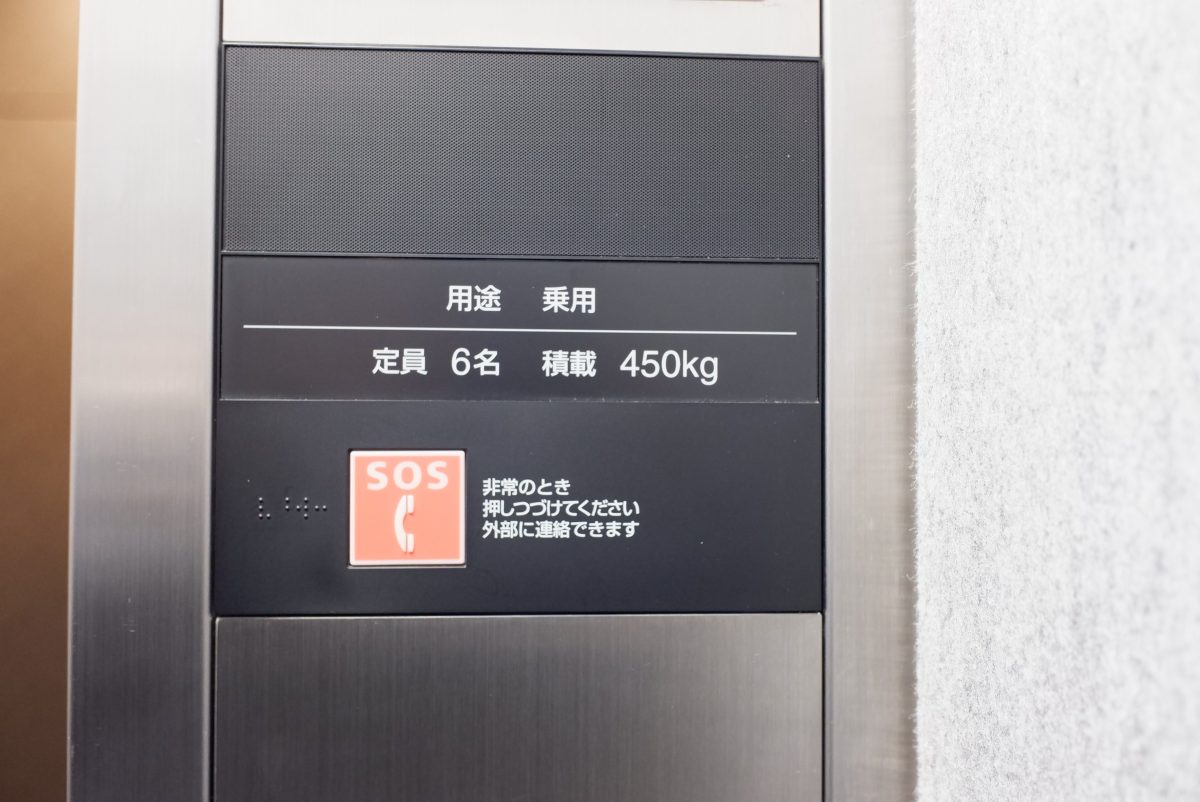 用途 乗用
定員 6名 積載 450kg
SOS
非常のとき
押しつづけてください
外部に連絡できます